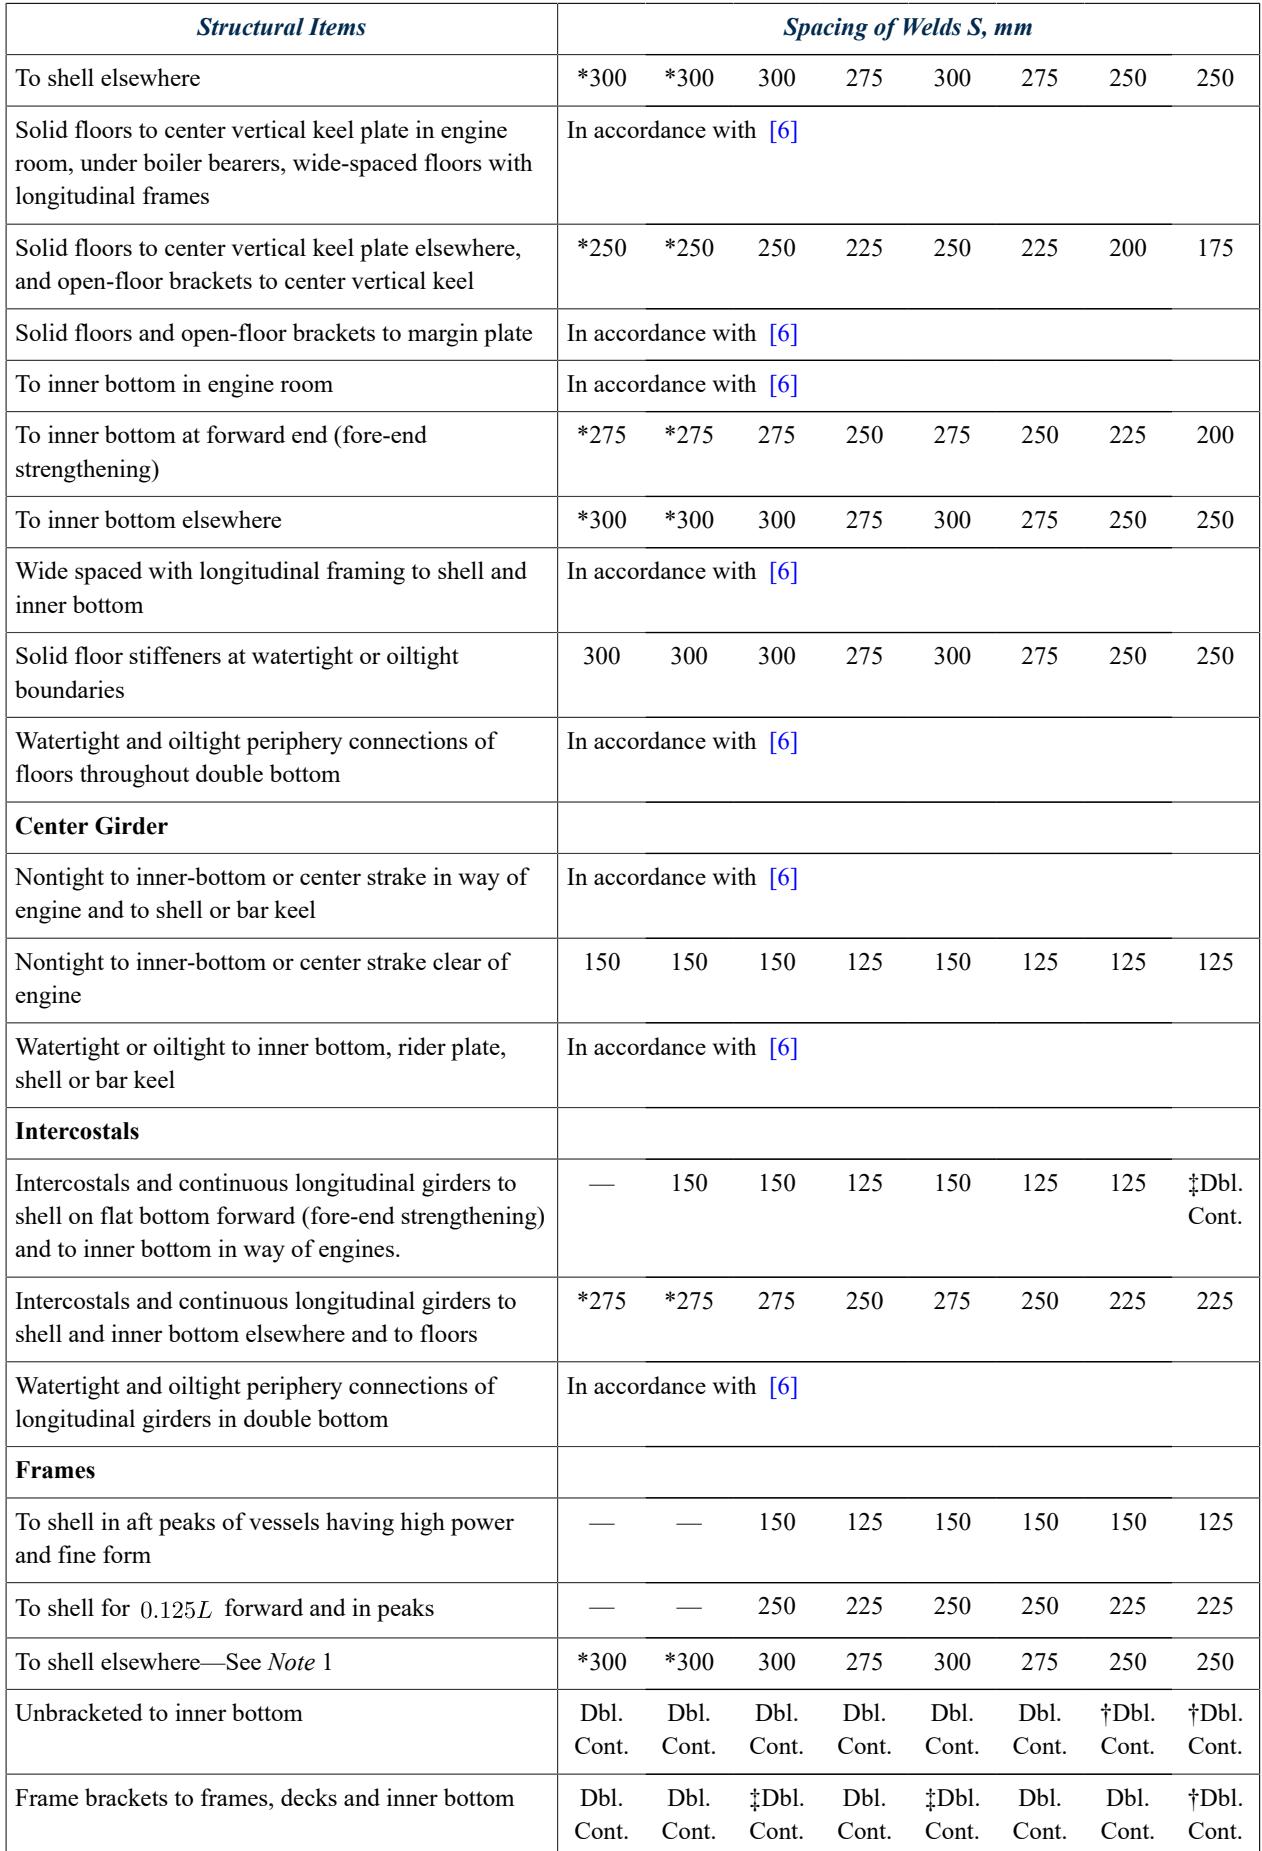 Structural Items Spacing of Welds S, mm
To shell elsewhere *300 *300 300 275 300 275 250 250
Solid floors to center vertical keel plate in engine In accordance with [6]
room, under boiler bearers, wide-spaced floors with
longitudinal frames
Solid floors to center vertical keel plate elsewhere, *250 *250 250 225 250 225 200 175
and open-floor brackets to center vertical keel
Solid floors and open-floor brackets to margin plate In accordance with [6]
To inner bottom in engine room In accordance with [6]
To inner bottom at forward end (fore-end *275 *275 275 250 275 250 225 200
strengthening)
To inner bottom elsewhere *300 *300 300 275 300 275 250 250
Wide spaced with longitudinal framing to shell and In accordance with [6]
inner bottom
Solid floor stiffeners at watertight or oiltight 300 300 300 275 300 275 250 250
boundaries
Watertight and oiltight periphery connections of In accordance with [6]
floors throughout double bottom
Center Girder
Nontight to inner-bottom or center strake in way of In accordance with [6]
engine and to shell or bar keel
Nontight to inner-bottom or center strake clear of 150 150 150 125 150 125 125 125
engine
Watertight or oiltight to inner bottom, rider plate, In accordance with [6]
shell or bar keel
Intercostals
Intercostals and continuous longitudinal girders to — 150 150 125 150 125 125 ‡Dbl.
shell on flat bottom forward (fore-end strengthening) Cont.
and to inner bottom in way of engines.
Intercostals and continuous longitudinal girders to *275 *275 275 250 275 250 225 225
shell and inner bottom elsewhere and to floors
Watertight and oiltight periphery connections of In accordance with [6]
longitudinal girders in double bottom
Frames
To shell in aft peaks of vessels having high power — — 150 125 150 150 150 125
and fine form
To shell for 0.125L forward and in peaks — — 250 225 250 250 225 225
To shell elsewhere—See Note 1 *300 *300 300 275 300 275 250 250
Unbracketed to inner bottom Dbl. Dbl. Dbl. Dbl. Dbl. Dbl. †Dbl. †Dbl.
Cont. Cont. Cont. Cont. Cont. Cont. Cont. Cont.
Frame brackets to frames, decks and inner bottom Dbl. Dbl. ‡Dbl. Dbl. ‡Dbl. Dbl. Dbl. †Dbl.
Cont. Cont. Cont. Cont. Cont. Cont. Cont. Cont.